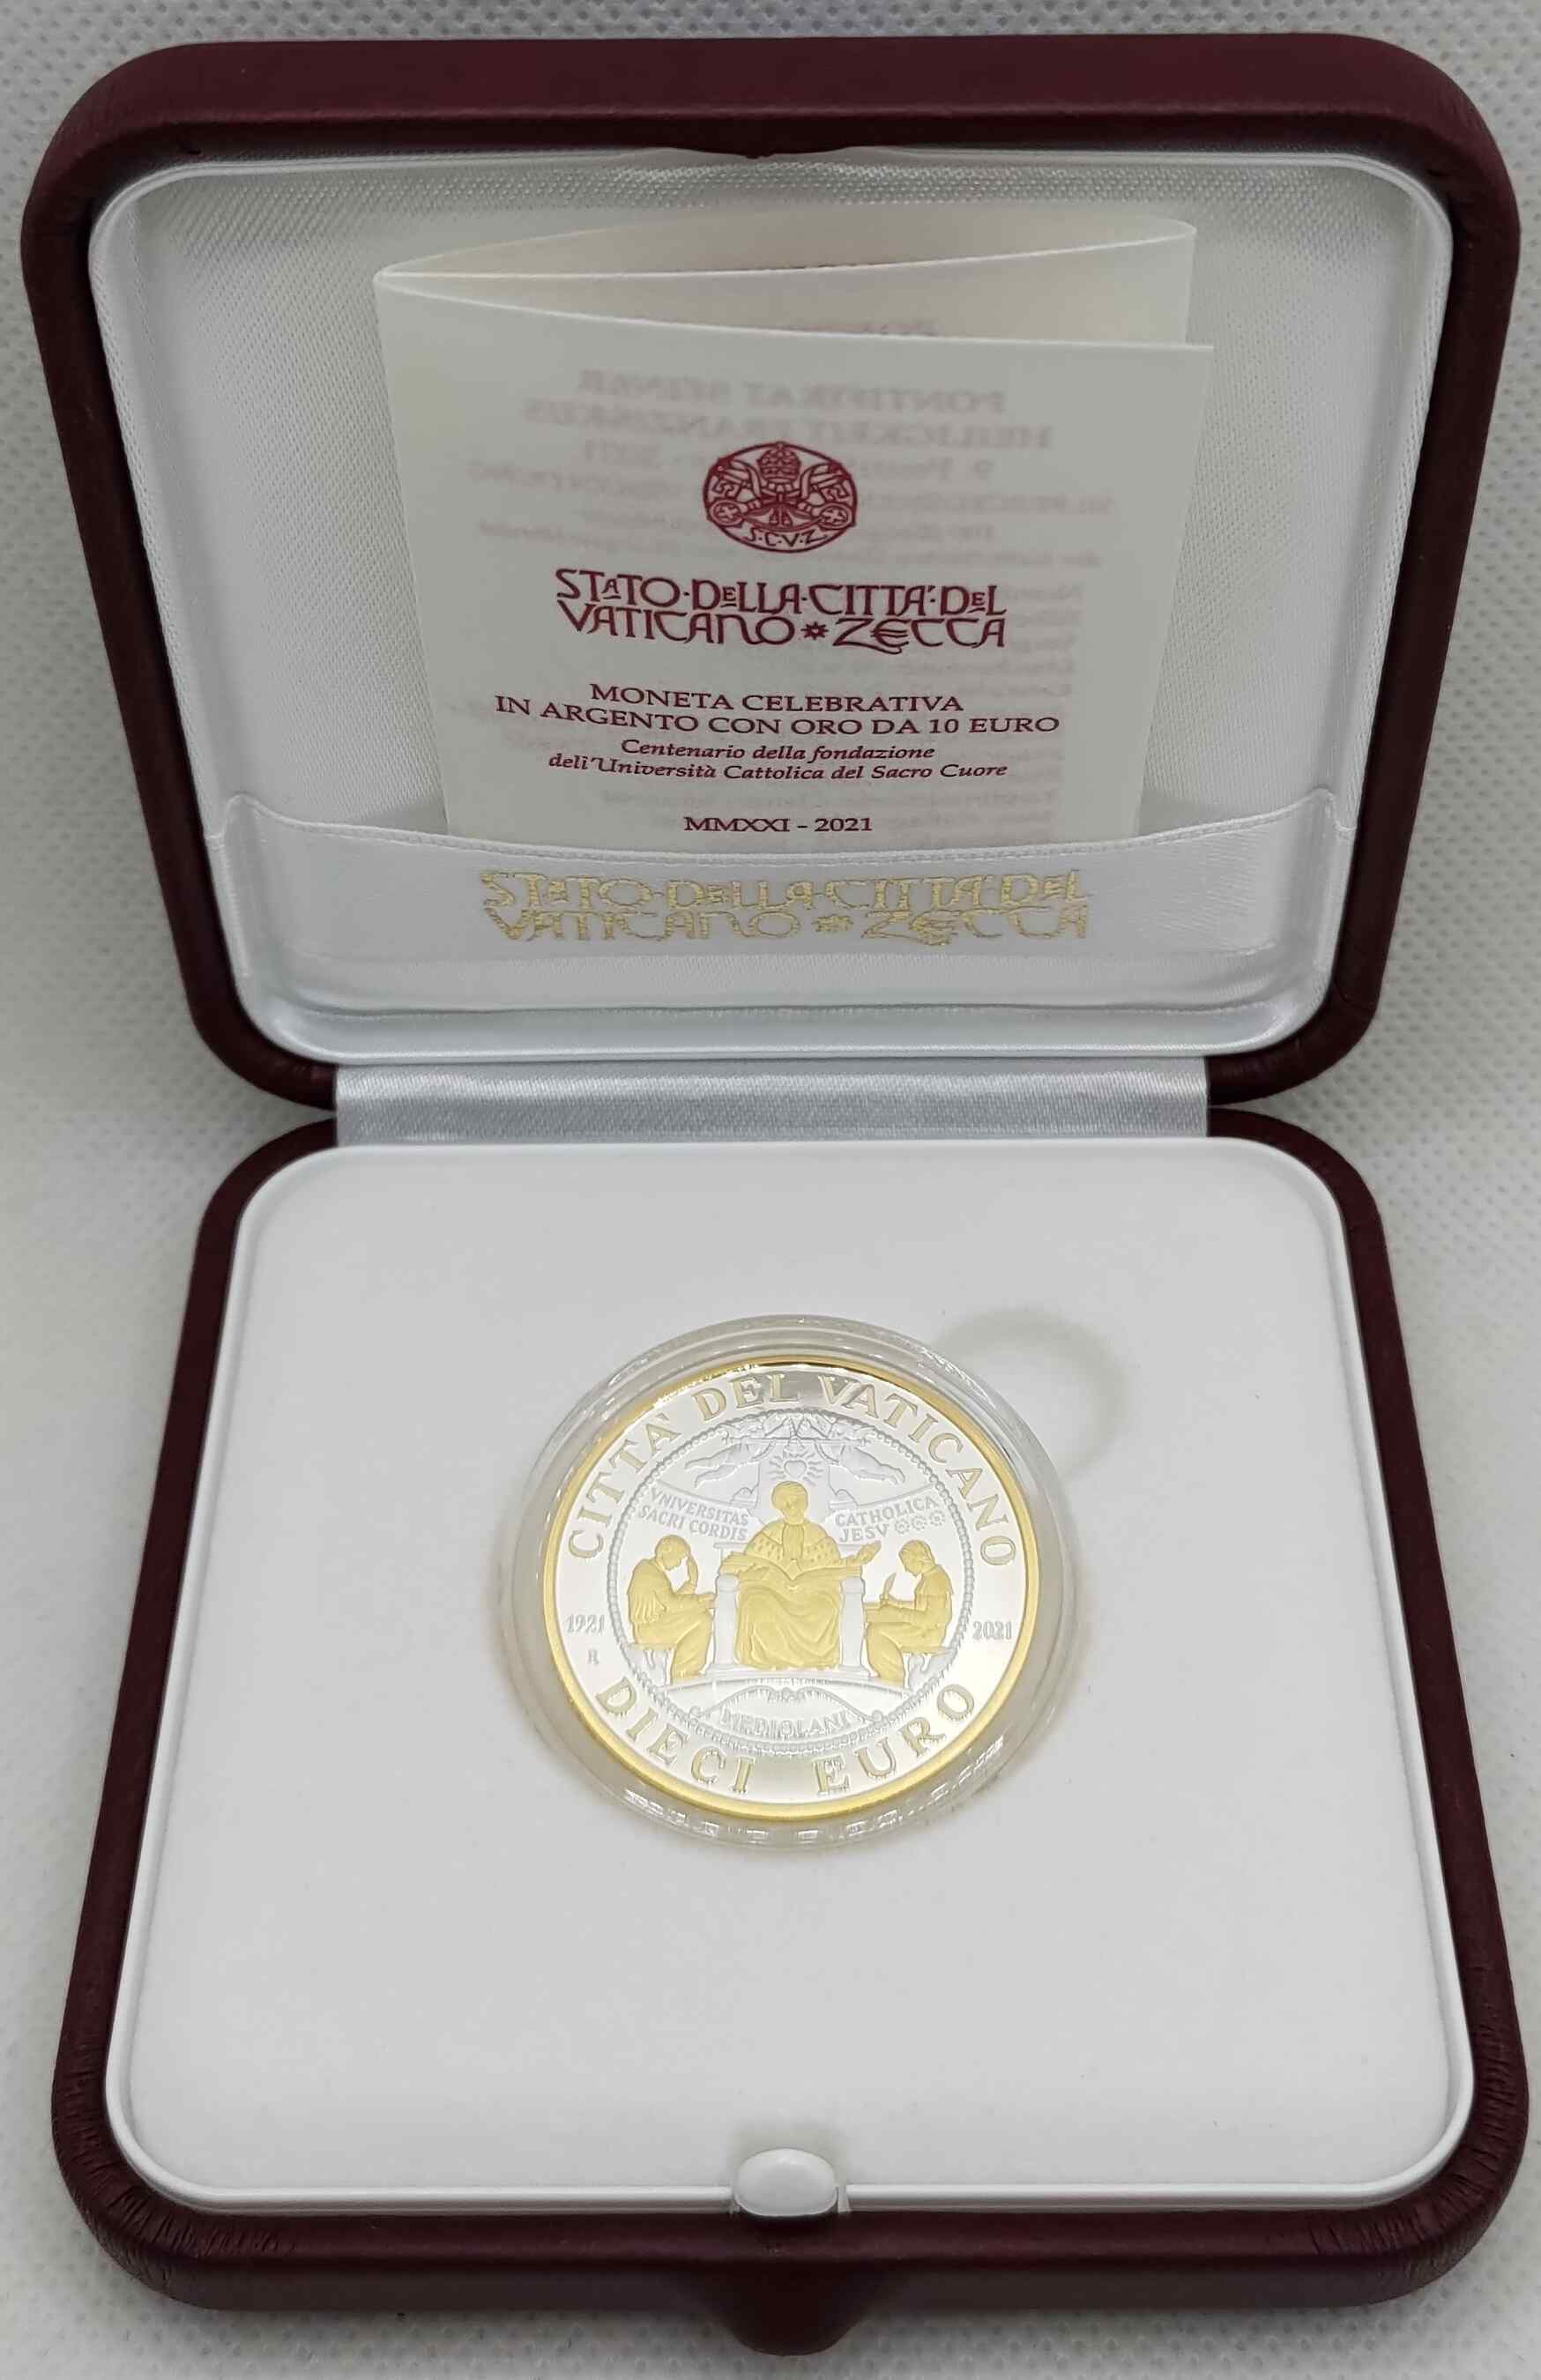 S.C.V.Z.
STATO·DELLA·CITTÀ·DEL
VATICANO * ZECCA
MONETA CELEBRATIVA
IN ARGENTO CON ORO DA 10 EURO
Centenario della fondazione
dell'Università Cattolica del Sacro Cuore
MMXXI - 2021
STATO·DELLA·CITTÀ·DEL
VATICANO * ZECCA
CITTA' DEL VATICANO
VNIVERSITAS
SACRI CORDIS
CATHOLICA
JESV
1921
R
2021
MEDIOLANI
DIECI EURO